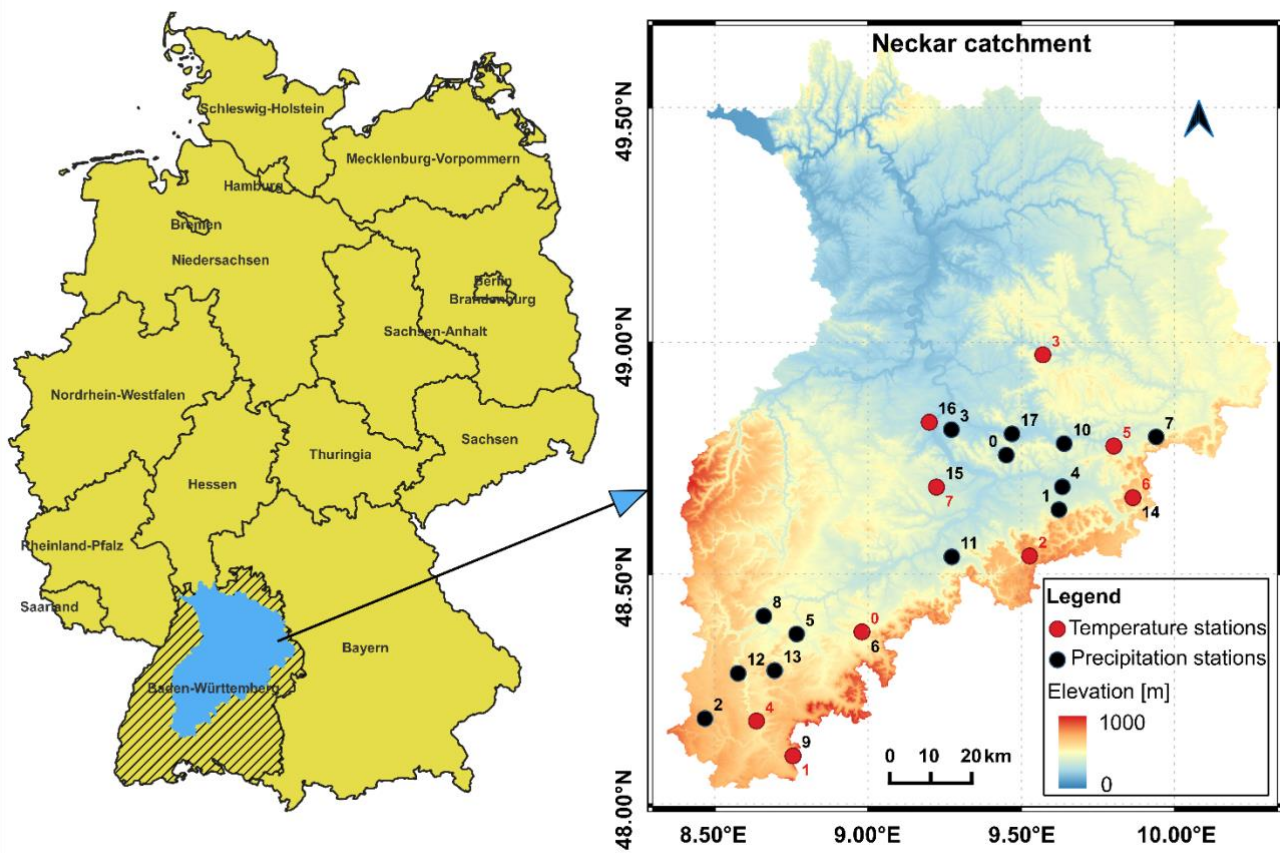 Schleswig-Holstein
Mecklenburg-Vorpommern
Hamburg
Bremen
Niedersachsen
Berlin
Brandenburg
Sachsen-Anhalt
Nordrhein-Westfalen
Sachsen
Thuringia
Hessen
Rheinland-Pfalz
Saarland
Bayern
Baden-Württemberg
Neckar catchment
49.50°N
49.00°N
48.50°N
48.00°N
3
16
3
17
10
7
0
5
15
4
7
6
1
14
11
2
8
5
0
6
12
13
2
4
9
1
Legend
Temperature stations
Precipitation stations
Elevation [m]
1000
0
0 10 20 km
8.50°E 9.00°E 9.50°E 10.00°E